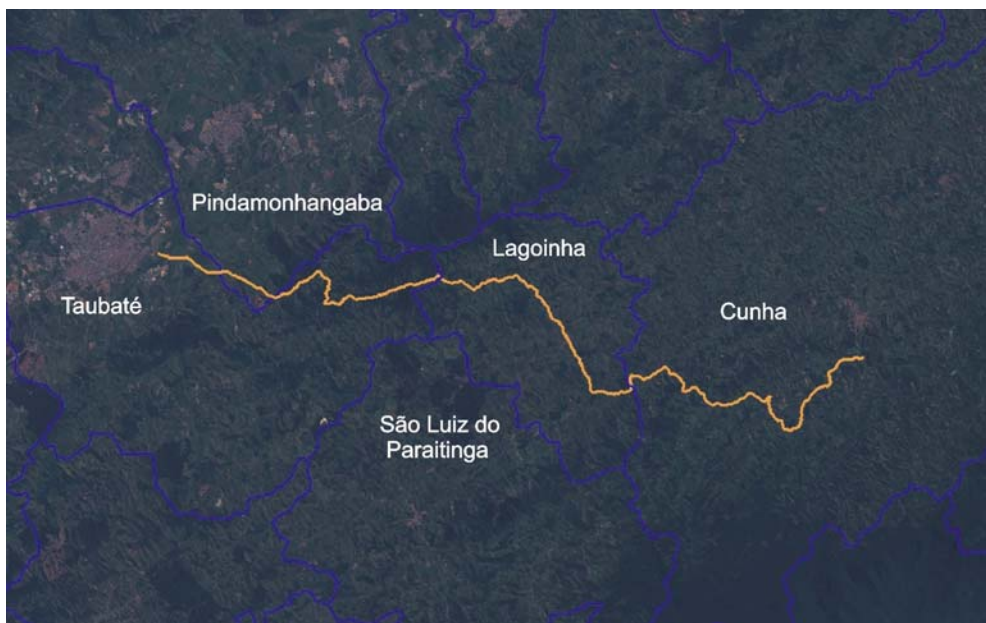 Pindamonhangaba
Lagoinha
Taubaté
Cunha
São Luiz do
Paraitinga